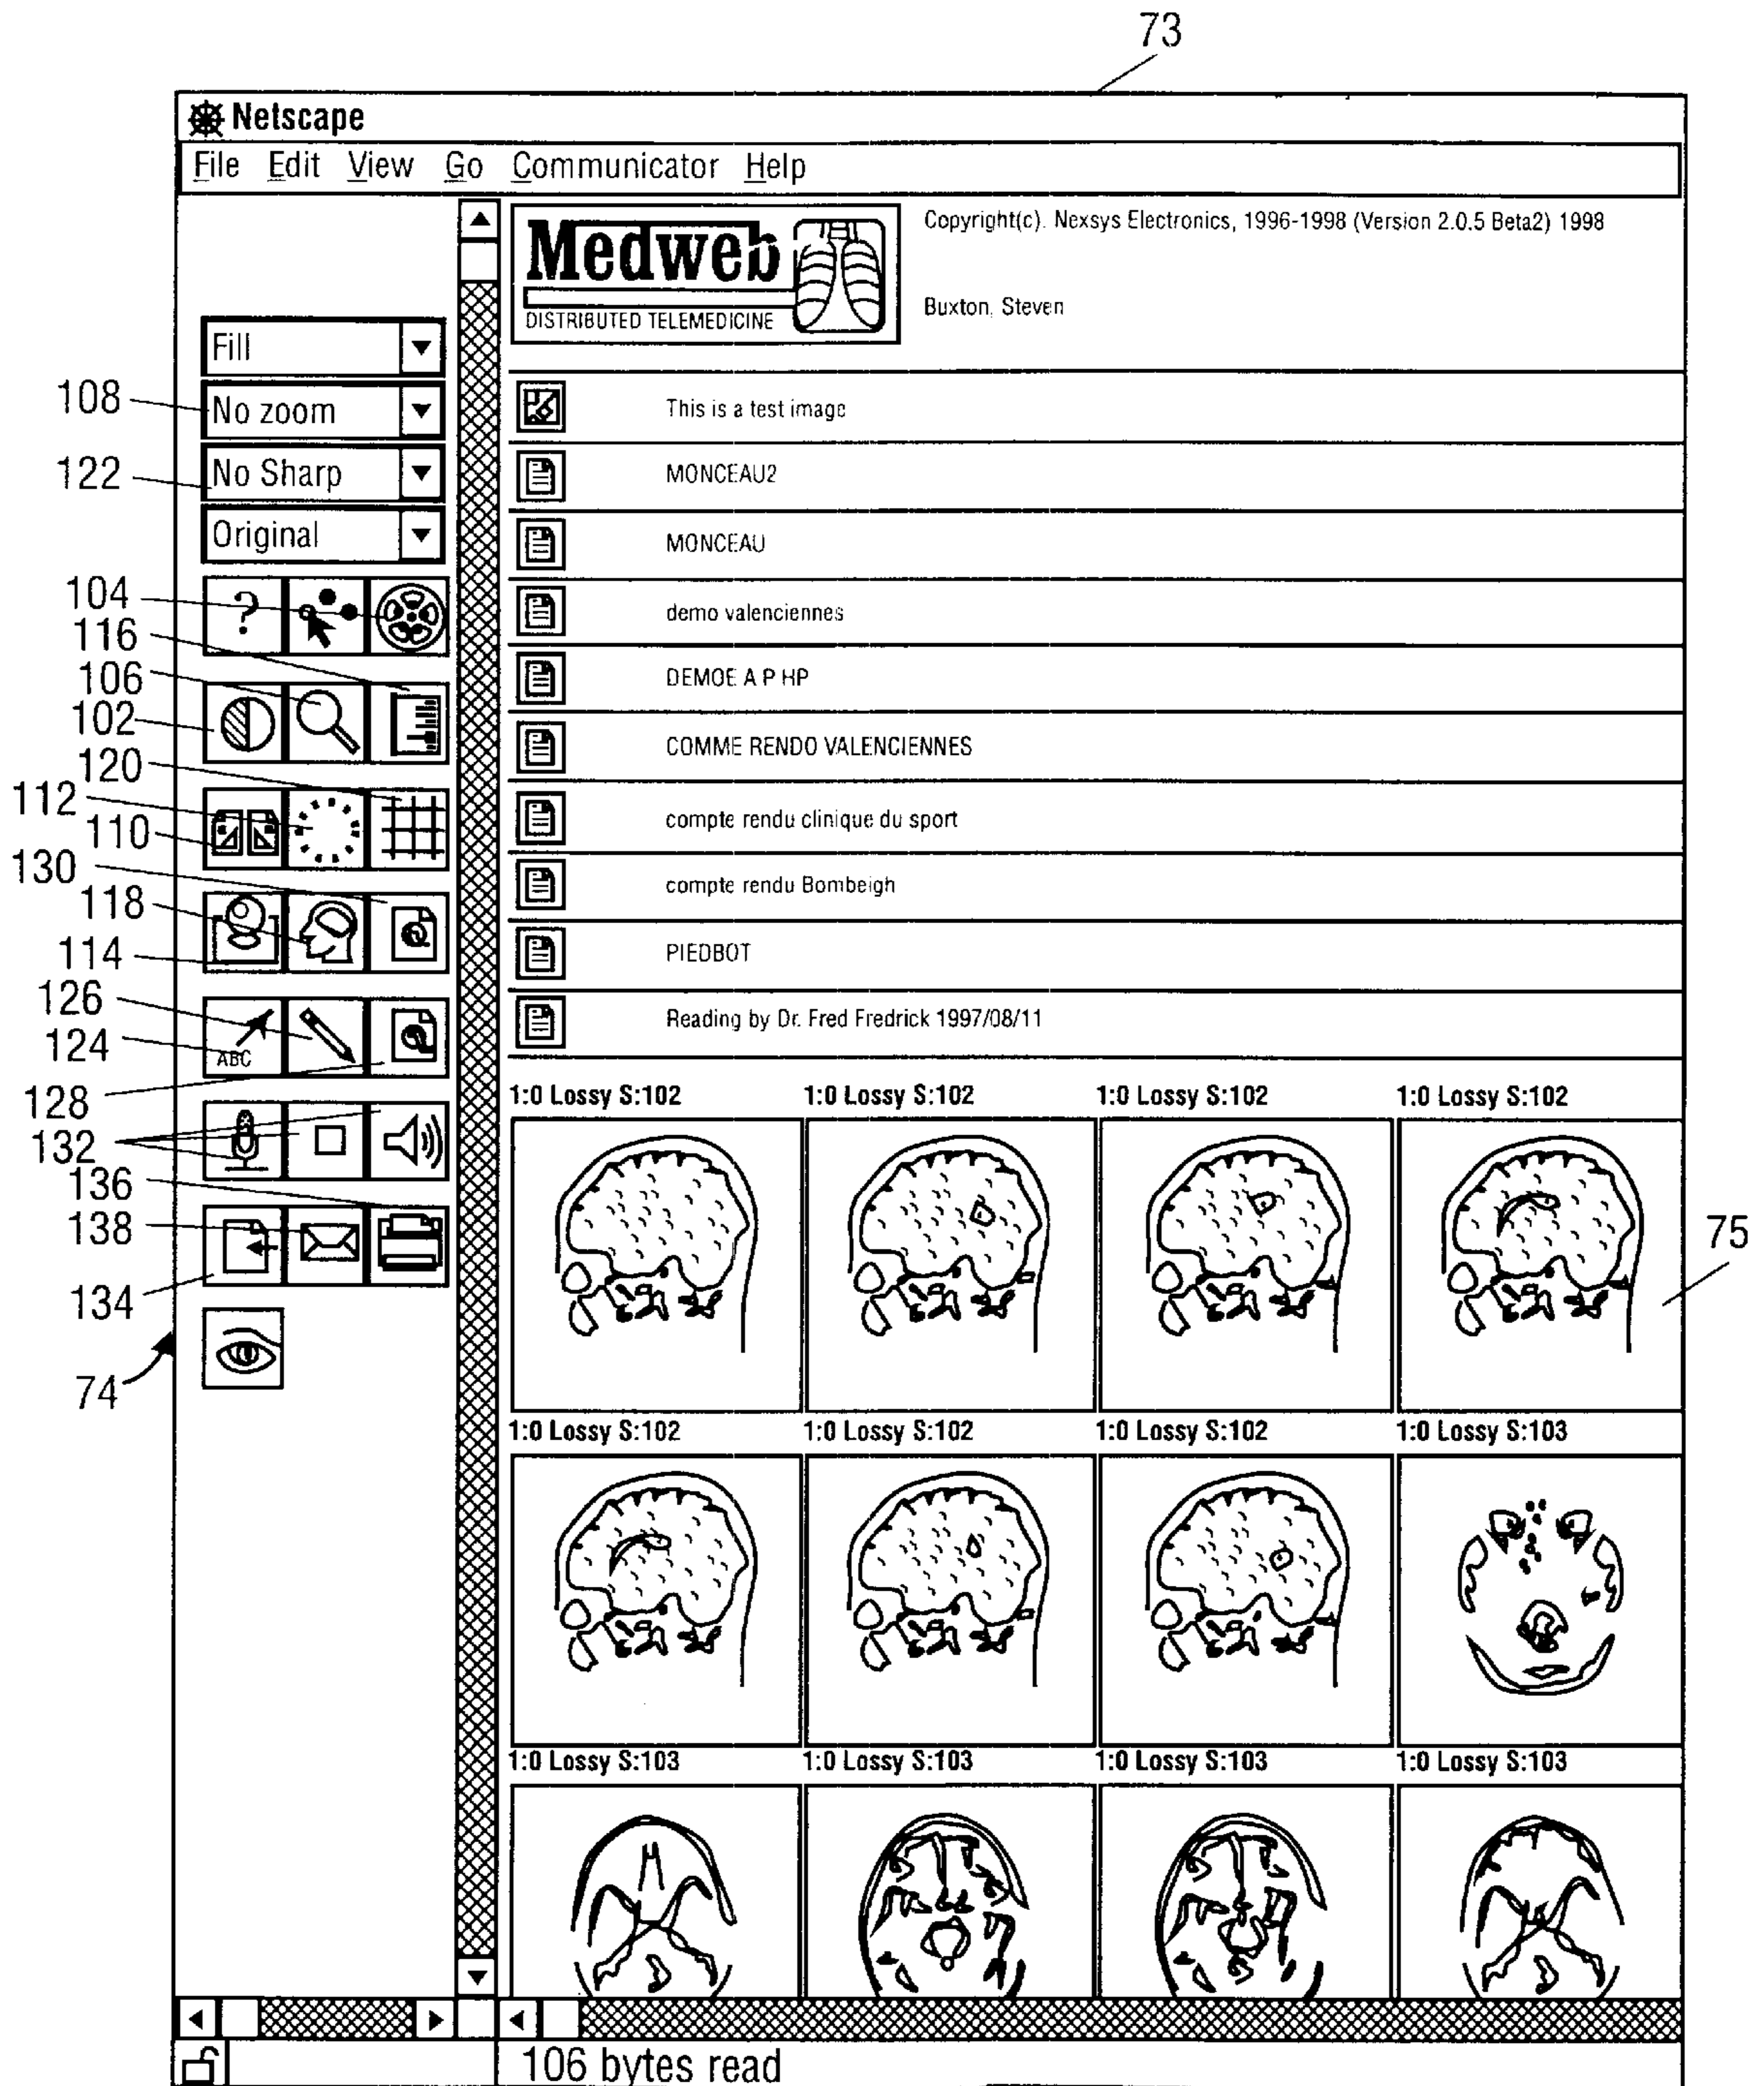 73
Netscape
File Edit View Go Communicator Help
Medweb
DISTRIBUTED TELEMEDICINE
Copyright(c). Nexsys Electronics, 1996-1998 (Version 2.0.5 Beta2) 1998
Buxton, Steven
Fill
108
No zoom
122
No Sharp
Original
104
?
116
106
102
120
112
110
130
118
114
126
124
ABC
128
132
136
138
134
74
This is a test image
MONCEAU2
MONCEAU
demo valenciennes
DEMOE A P HP
COMME RENDO VALENCIENNES
compte rendu clinique du sport
compte rendu Bombeigh
PIEDBOT
Reading by Dr. Fred Fredrick 1997/08/11
1:0 Lossy S:102 1:0 Lossy S:102 1:0 Lossy S:102 1:0 Lossy S:102
75
1:0 Lossy S:102 1:0 Lossy S:102 1:0 Lossy S:102 1:0 Lossy S:103
1:0 Lossy S:103 1:0 Lossy S:103 1:0 Lossy S:103 1:0 Lossy S:103
106 bytes read